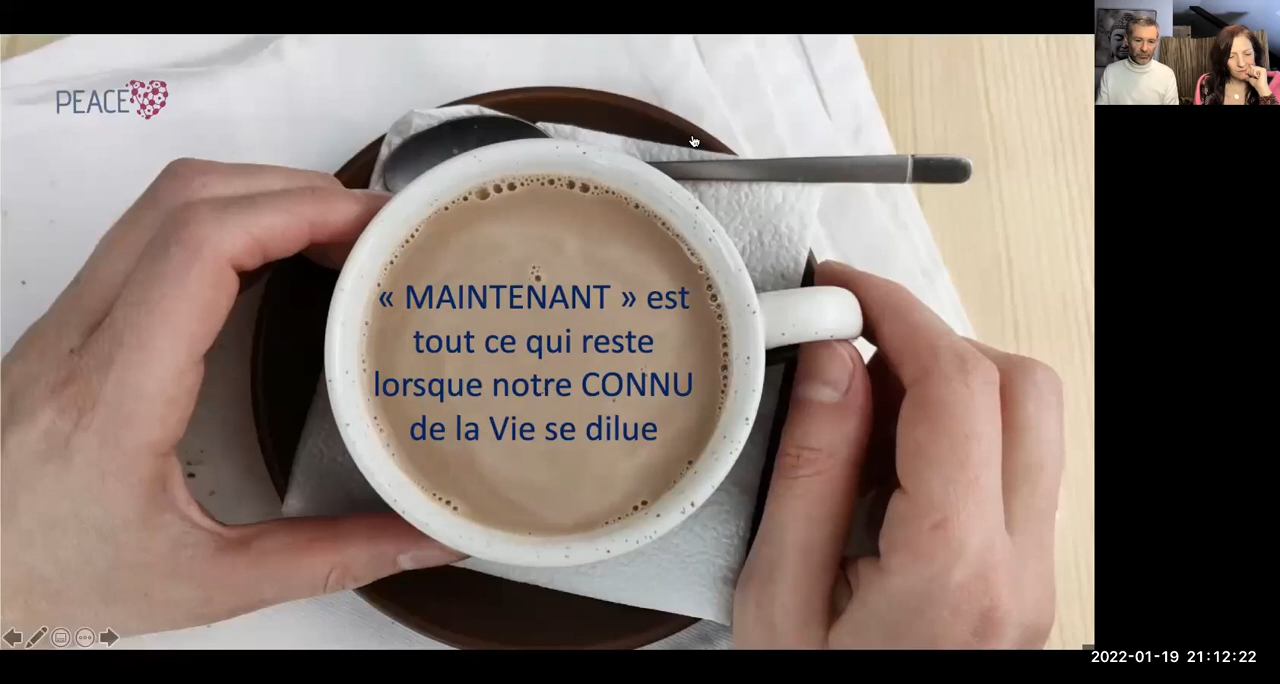 PEACE
« MAINTENANT » est
tout ce qui reste
lorsque notre CONNU
de la Vie se dilue
2022-01-19 21:12:22